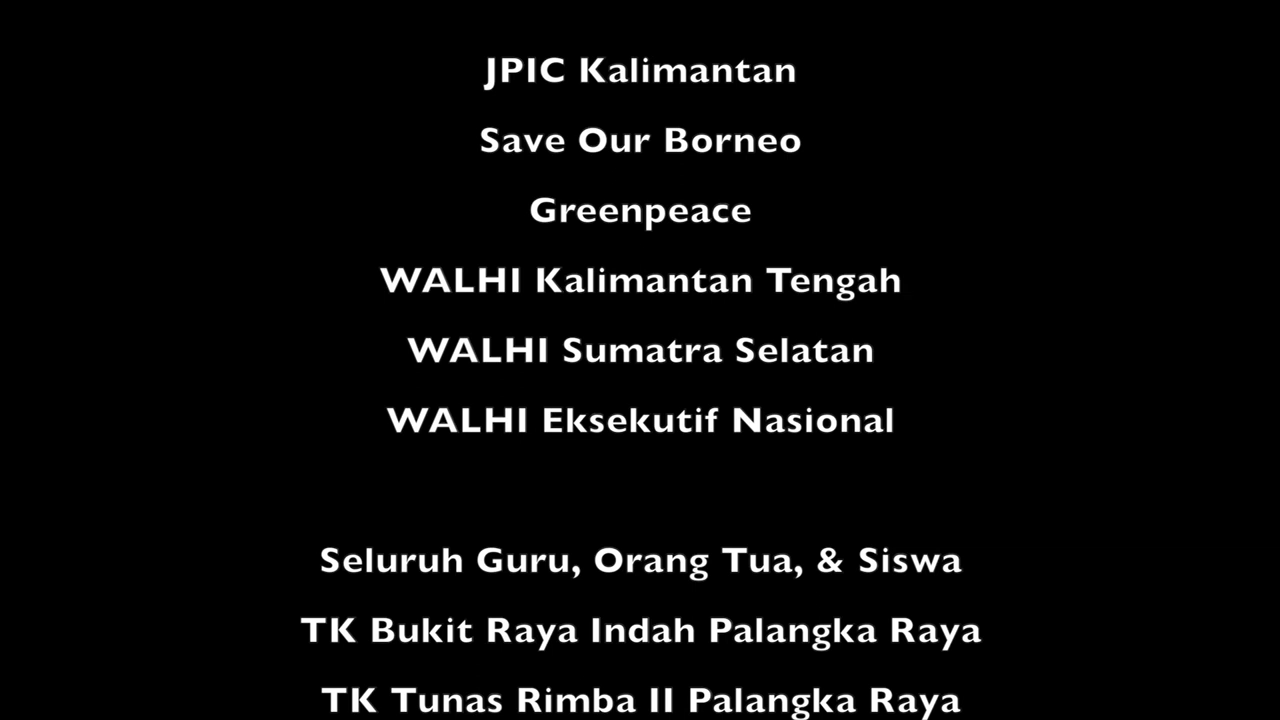 JPIC Kalimantan
Save Our Borneo
Greenpeace
WALHI Kalimantan Tengah
WALHI Sumatra Selatan
WALHI Eksekutif Nasional
Seluruh Guru, Orang Tua, & Siswa
TK Bukit Raya Indah Palangka Raya
TK Tunas Rimba II Palangka Raya